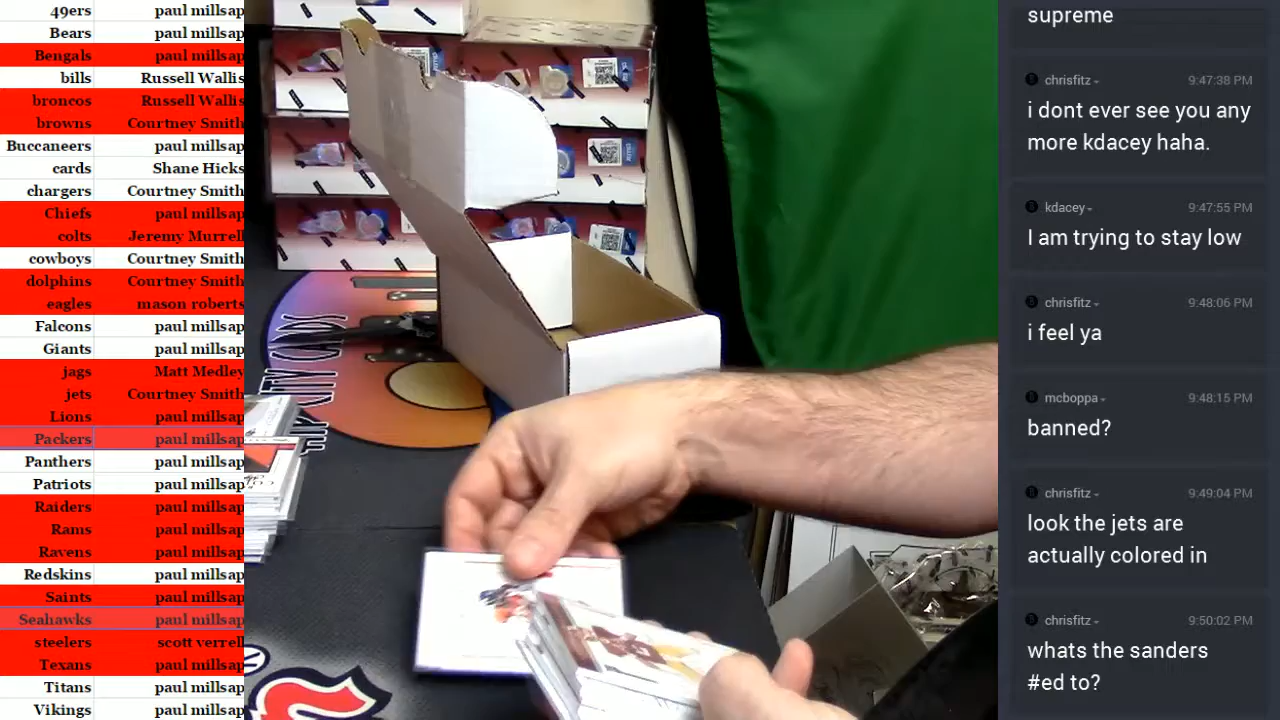 49ers paul millsap
Bears paul millsap
Bengals paul millsap
bills Russell Wallis
broncos Russell Wallis
browns Courtney Smith
Buccaneers paul millsap
cards Shane Hicks
chargers Courtney Smith
Chiefs paul millsap
colts Jeremy Murrell
cowboys Courtney Smith
dolphins Courtney Smith
eagles mason roberts
Falcons paul millsap
Giants paul millsap
jags Matt Medley
jets Courtney Smith
Lions paul millsap
Packers paul millsap
Panthers paul millsap
Patriots paul millsap
Raiders paul millsap
Rams paul millsap
Ravens paul millsap
Redskins paul millsap
Saints paul millsap
Seahawks paul millsap
steelers scott verrell
Texans paul millsap
Titans paul millsap
Vikings paul millsap
CITY CARDS
supreme
chrisfitz 9:47:38 PM
i dont ever see you any
more kdacey haha.
kdacey 9:47:55 PM
I am trying to stay low
chrisfitz 9:48:06 PM
i feel ya
mcboppa 9:48:15 PM
banned?
chrisfitz 9:49:04 PM
look the jets are
actually colored in
chrisfitz 9:50:02 PM
whats the sanders
#ed to?